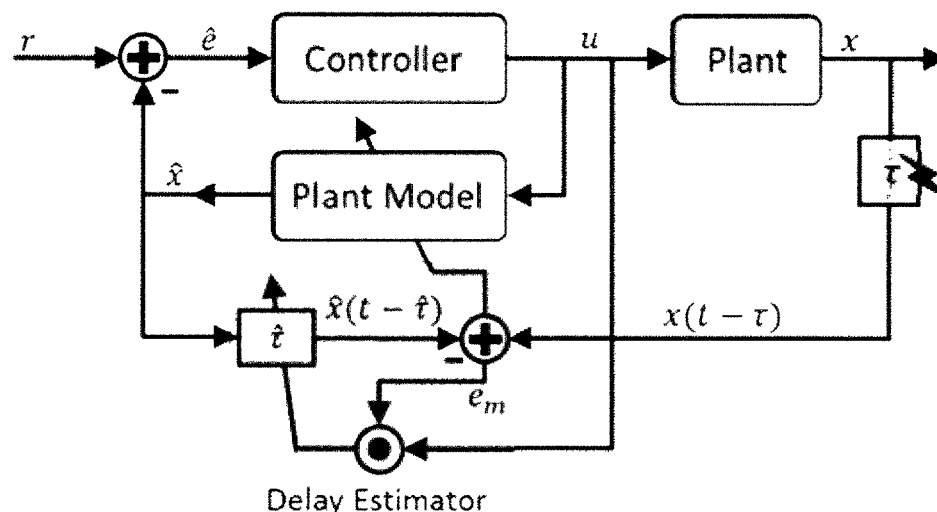 r
ê
Controller
u
Plant
x
τ
x̂
Plant Model
τ̂
x̂(t − τ̂)
x(t − τ)
e_m
Delay Estimator